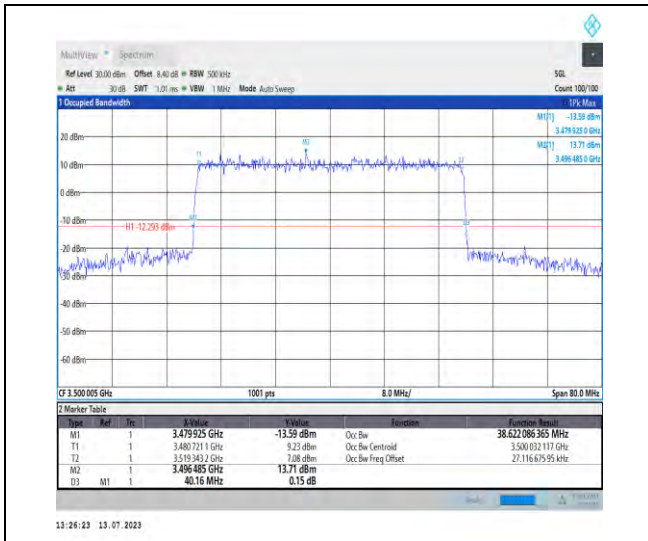 MultiView Spectrum
Ref Level 30.00 dBm Offset 8.40 dB RBW 500 kHz SGL
Att 30 dB SWT 1.01 ms VBW 1 MHz Mode Auto Sweep Count 100/100
1 Occupied Bandwidth 1Pk Max
M1[1] -13.59 dBm
3.479 925 0 GHz
M2[1] 13.71 dBm
3.496 485 0 GHz
20 dBm
M2
T1 T2
10 dBm
0 dBm
-10 dBm
M1
H1 -12.293 dBm
-20 dBm
-30 dBm
-40 dBm
-50 dBm
-60 dBm
CF 3.500 005 GHz 1001 pts 8.0 MHz/ Span 80.0 MHz
2 Marker Table
Type Ref Trc X-Value Y-Value Function Function Result
M1 1 3.479 925 GHz -13.59 dBm Occ Bw 38.622 086 365 MHz
T1 1 3.480 721 1 GHz 9.23 dBm Occ Bw Centroid 3.500 032 117 GHz
T2 1 3.519 343 2 GHz 7.08 dBm Occ Bw Freq Offset 27.116 675 95 kHz
M2 1 3.496 485 GHz 13.71 dBm
D3 M1 1 40.16 MHz 0.15 dB
13:26:23 13.07.2023